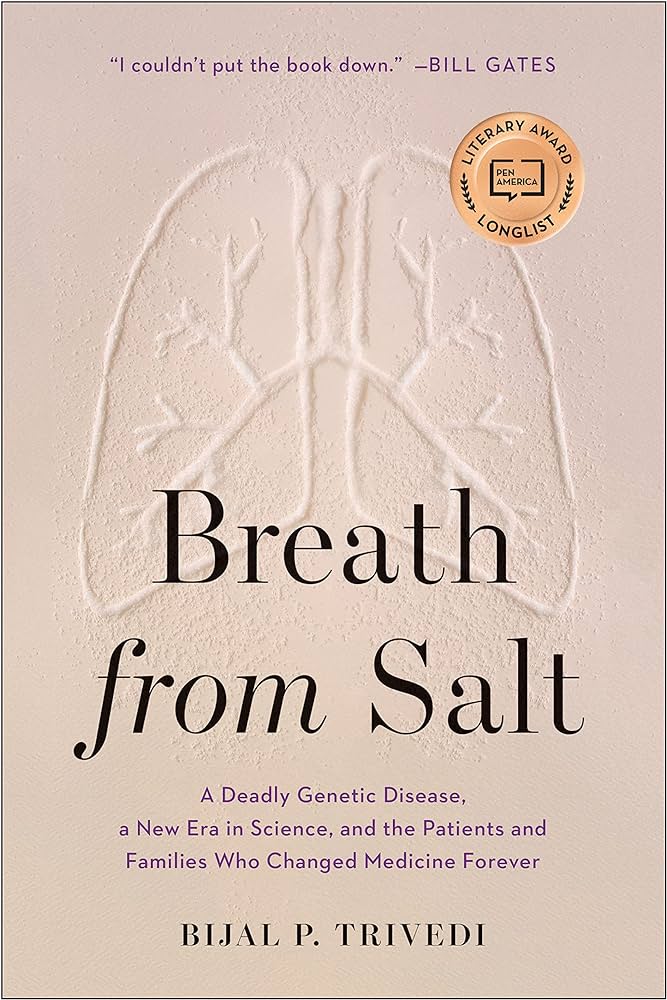 “I couldn’t put the book down.” —BILL GATES
LITERARY AWARD
PEN
AMERICA
LONGLIST
Breath
from Salt
A Deadly Genetic Disease,
a New Era in Science, and the Patients and
Families Who Changed Medicine Forever
BIJAL P. TRIVEDI